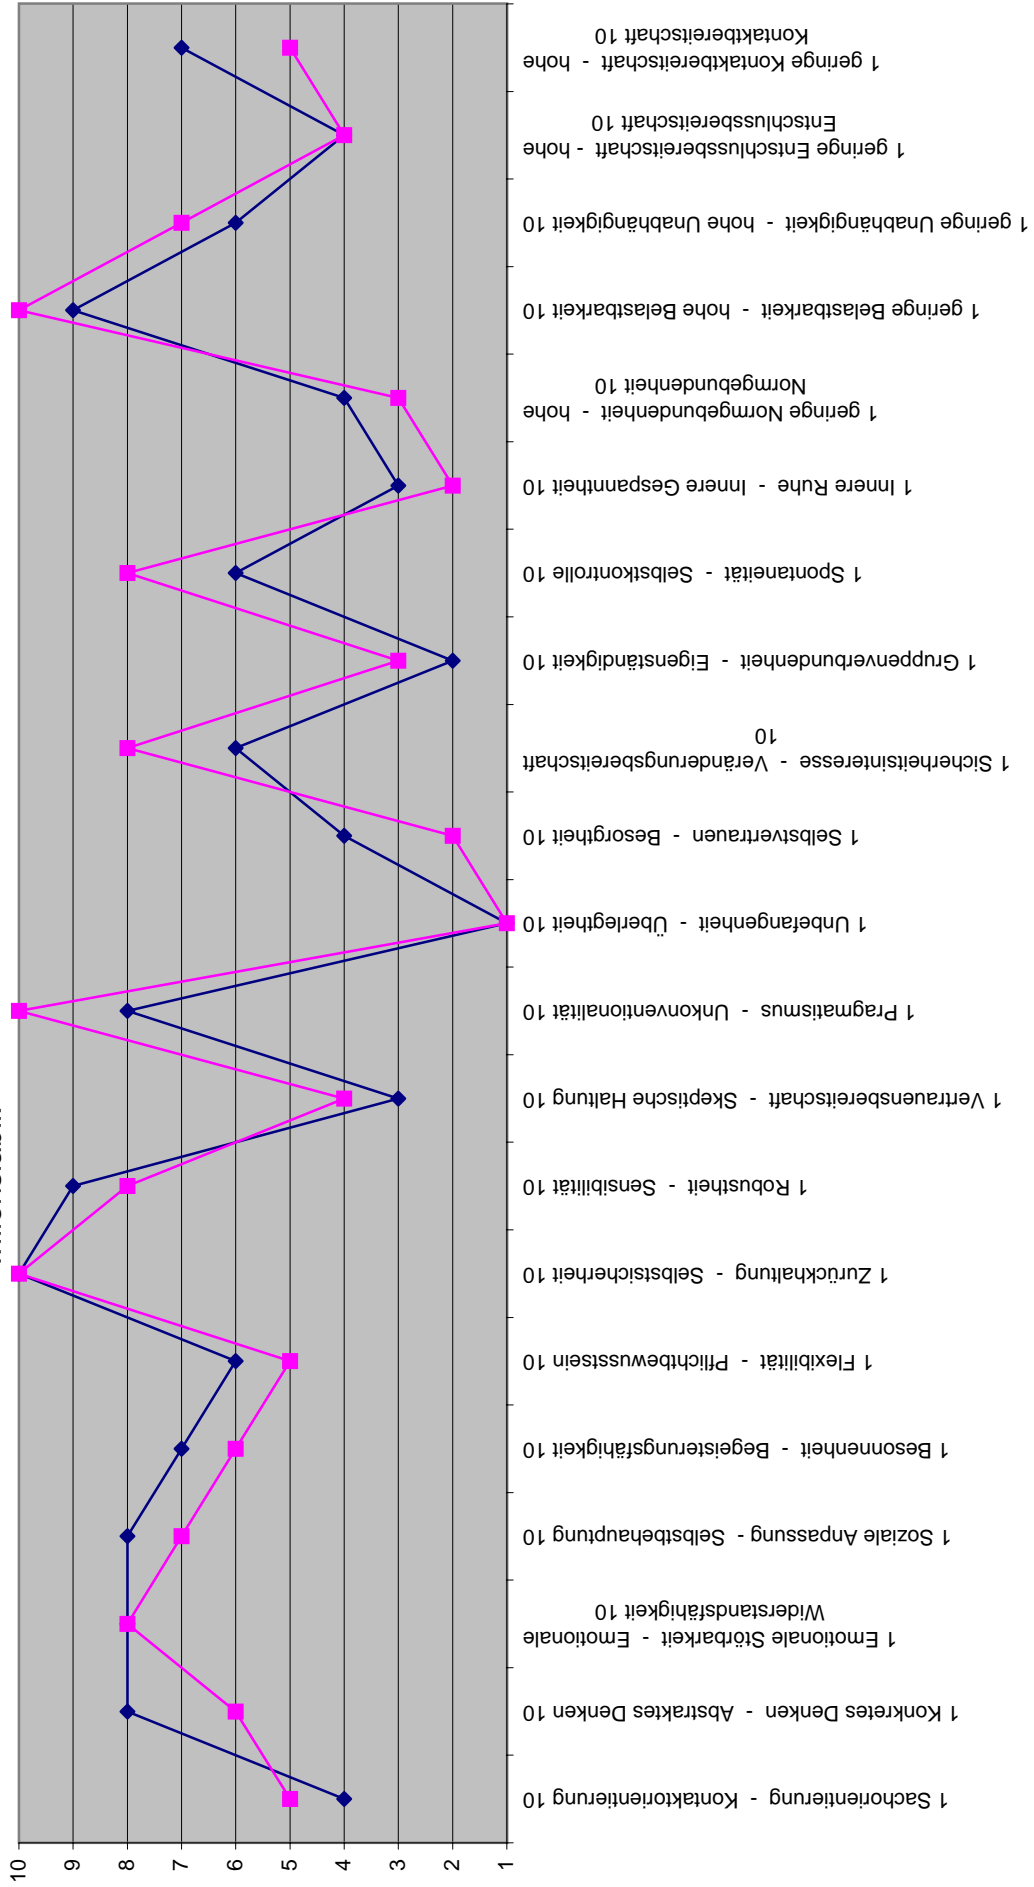 1 geringe Kontaktbereitschaft - hohe
Kontaktbereitschaft 10
1 geringe Entschlussbereitschaft - hohe
Entschlussbereitschaft 10
1 geringe Unabhängigkeit - hohe Unabhängigkeit 10
1 geringe Belastbarkeit - hohe Belastbarkeit 10
1 geringe Normgebundenheit - hohe
Normgebundenheit 10
1 Innere Ruhe - Innere Gespanntheit 10
1 Spontaneität - Selbstkontrolle 10
1 Gruppenverbundenheit - Eigenständigkeit 10
1 Sicherheitsinteresse - Veränderungsbereitschaft
10
1 Selbstvertrauen - Besorgtheit 10
1 Unbefangenheit - Überlegtheit 10
1 Pragmatismus - Unkonventionalität 10
1 Vertrauensbereitschaft - Skeptische Haltung 10
1 Robustheit - Sensibilität 10
1 Zurückhaltung - Selbstsicherheit 10
1 Flexibilität - Pflichtbewusstsein 10
1 Besonnenheit - Begeisterungsfähigkeit 10
1 Soziale Anpassung - Selbstbehauptung 10
1 Emotionale Störbarkeit - Emotionale
Widerstandsfähigkeit 10
1 Konkretes Denken - Abstraktes Denken 10
1 Sachorientierung - Kontaktorientierung 10
10
9
8
7
6
5
4
3
2
1